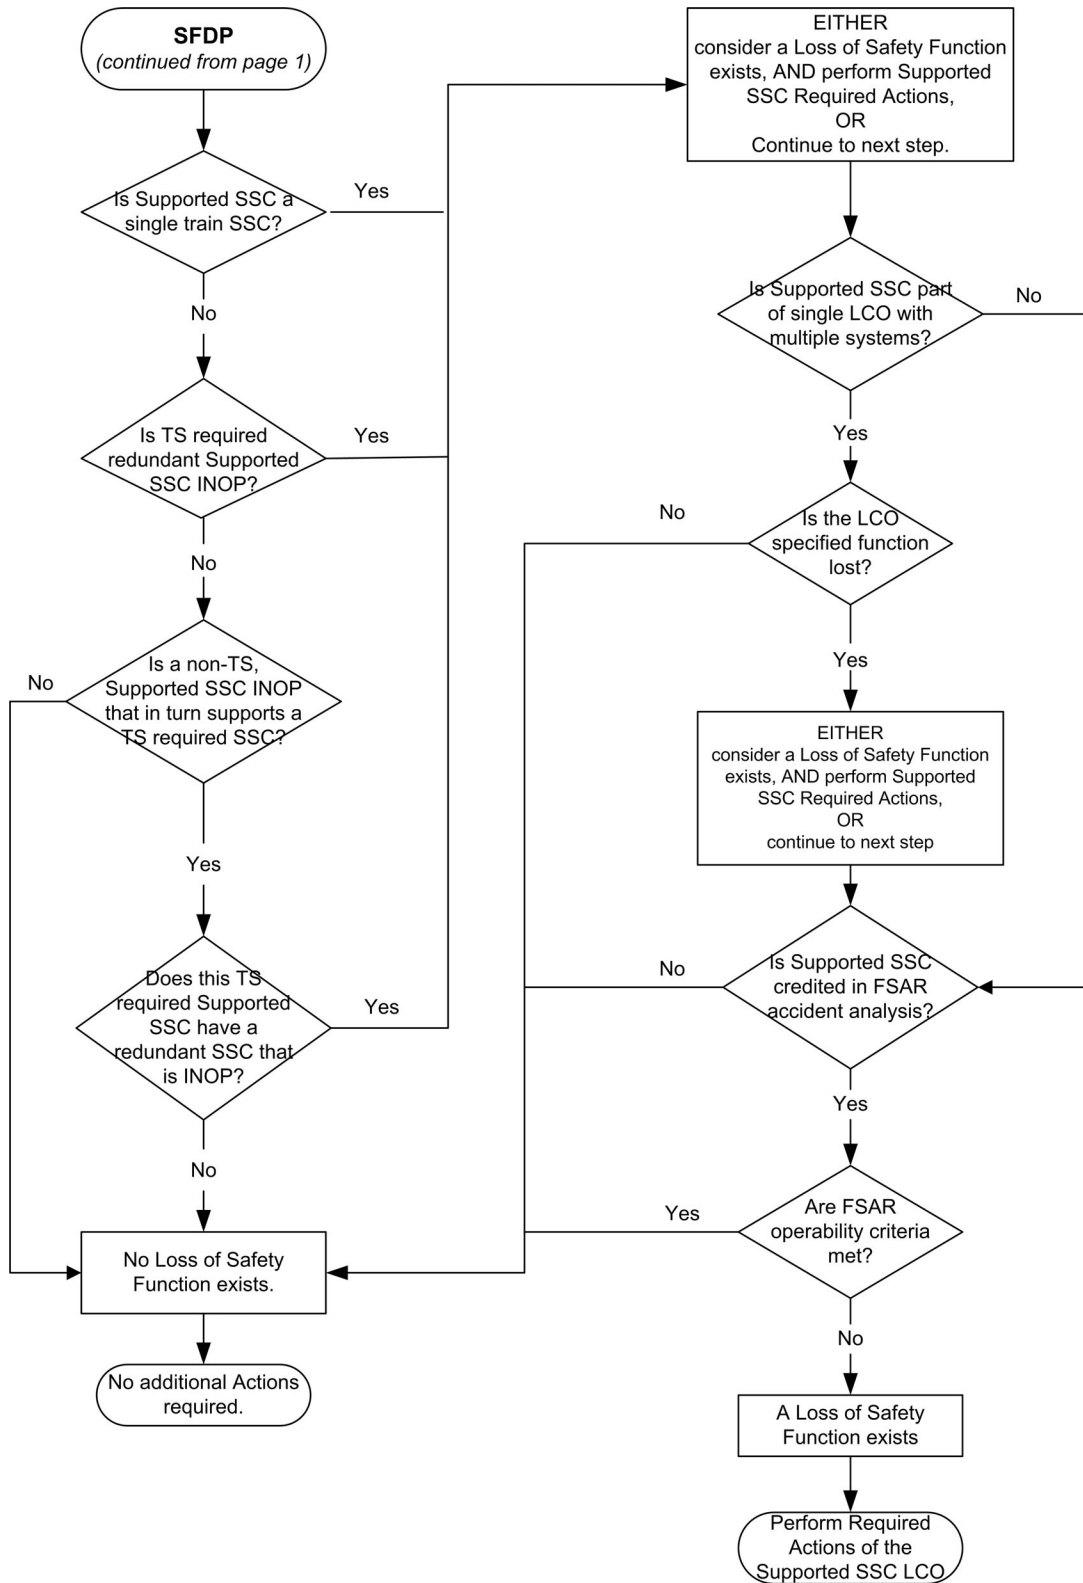 SFDP
(continued from page 1)
Is Supported SSC a
single train SSC?
Yes
No
Is TS required
redundant Supported
SSC INOP?
Yes
No
Is a non-TS,
Supported SSC INOP
that in turn supports a
TS required SSC?
No
Yes
Does this TS
required Supported
SSC have a
redundant SSC that
is INOP?
Yes
No
No Loss of Safety
Function exists.
No additional Actions
required.
EITHER
consider a Loss of Safety Function
exists, AND perform Supported
SSC Required Actions,
OR
Continue to next step.
Is Supported SSC part
of single LCO with
multiple systems?
No
Yes
Is the LCO
specified function
lost?
No
Yes
EITHER
consider a Loss of Safety Function
exists, AND perform Supported
SSC Required Actions,
OR
continue to next step
Is Supported SSC
credited in FSAR
accident analysis?
No
Yes
Are FSAR
operability criteria
met?
Yes
No
A Loss of Safety
Function exists
Perform Required
Actions of the
Supported SSC LCO